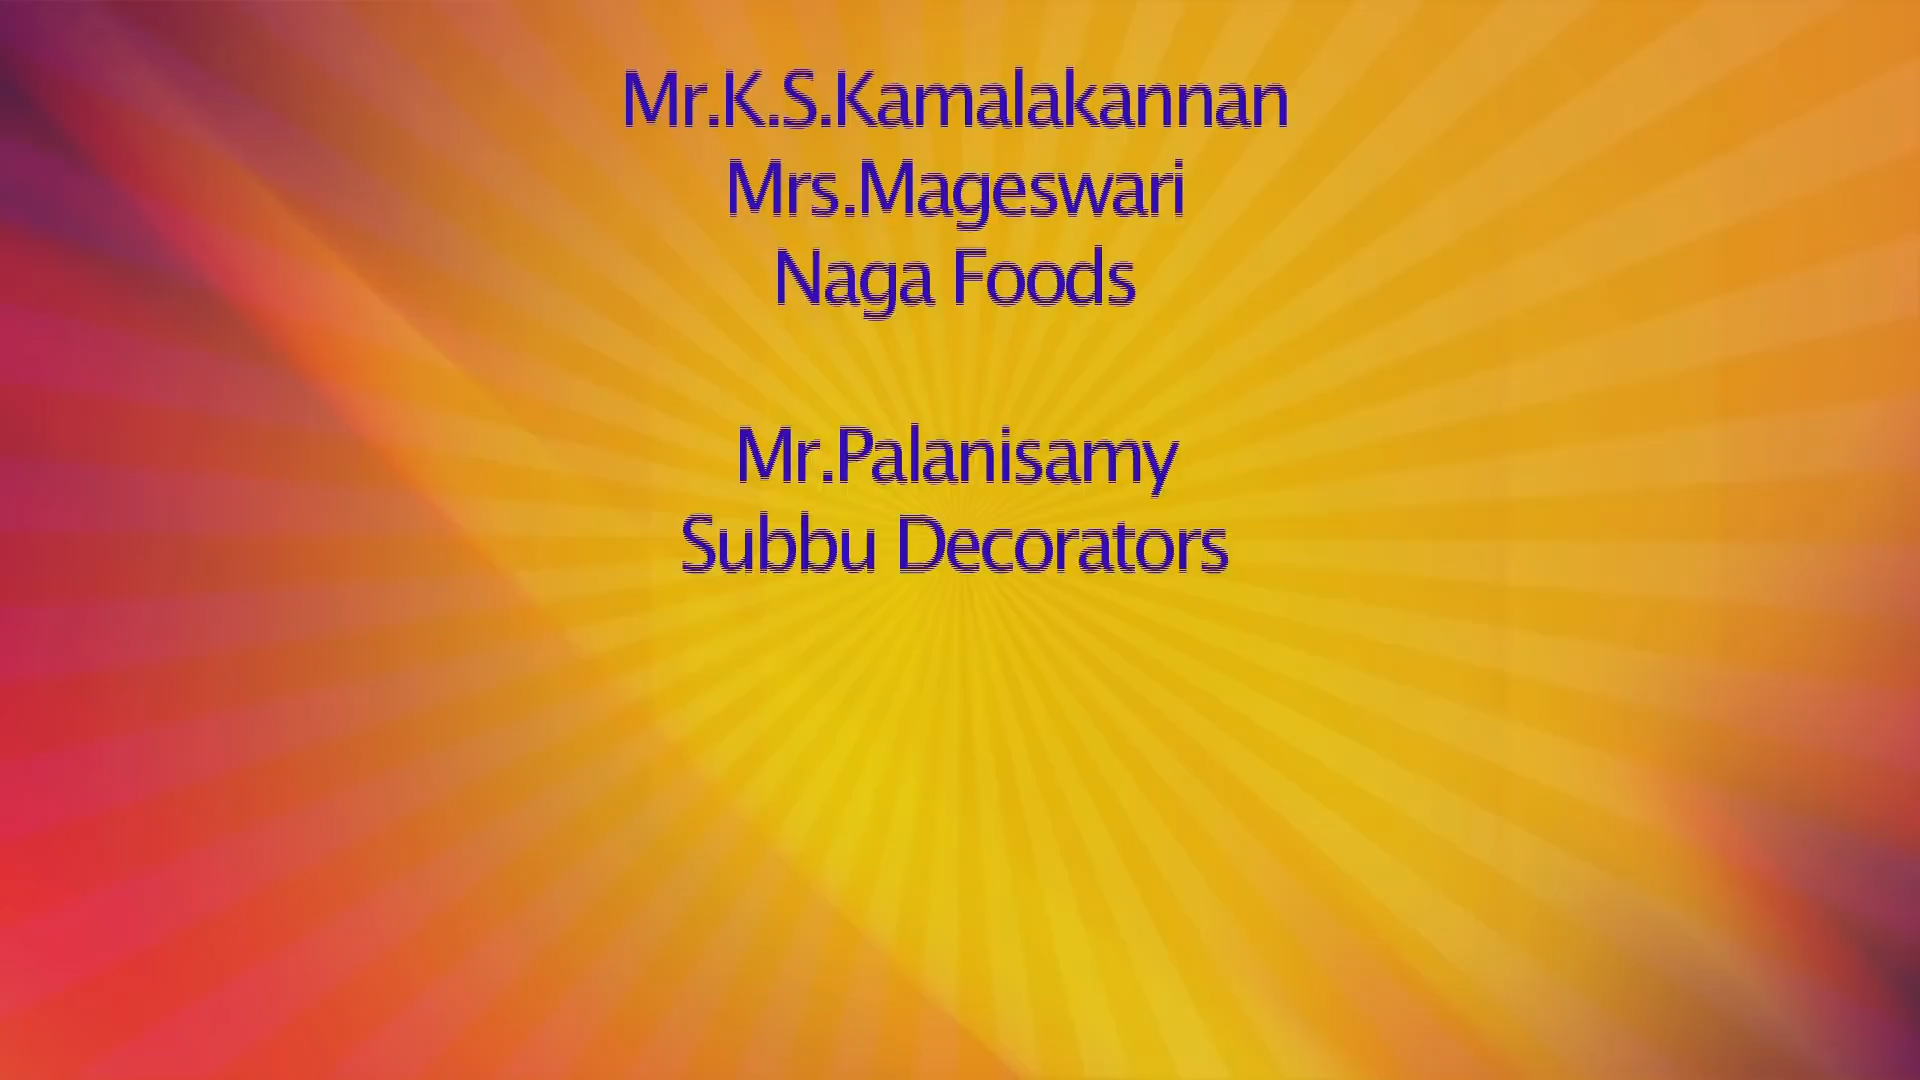 Mr.K.S.Kamalakannan
Mrs.Mageswari
Naga Foods
Mr.Palanisamy
Subbu Decorators